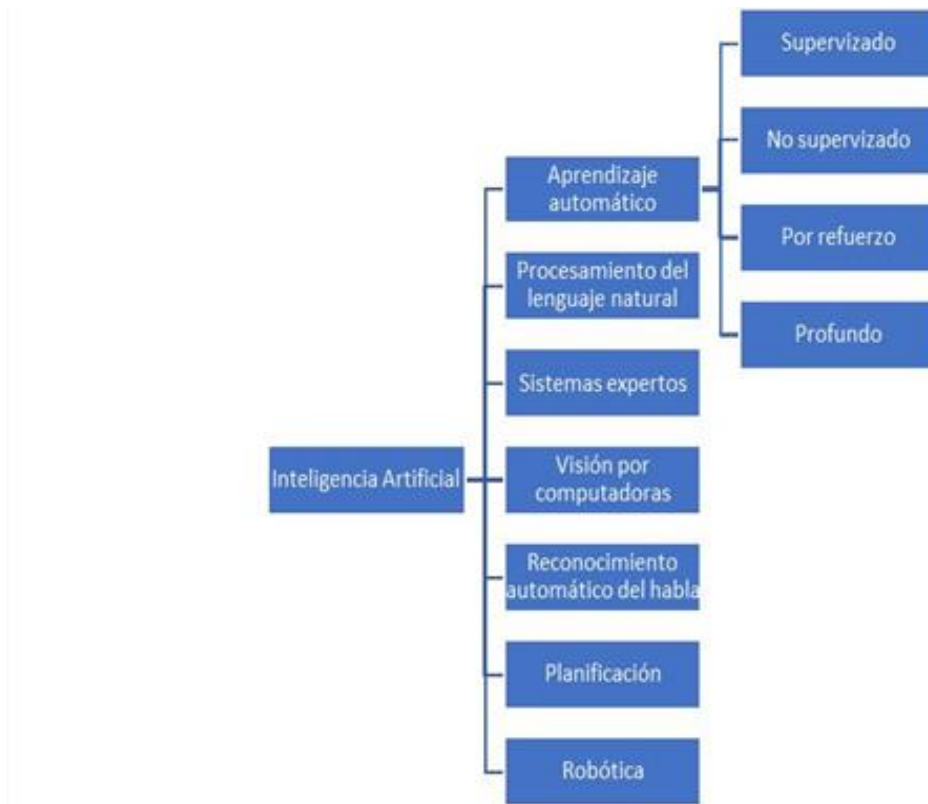 Supervizado
No supervizado
Aprendizaje
automático
Por refuerzo
Procesamiento del
lenguaje natural
Profundo
Sistemas expertos
Inteligencia Artificial
Visión por
computadoras
Reconocimiento
automático del habla
Planificación
Robótica